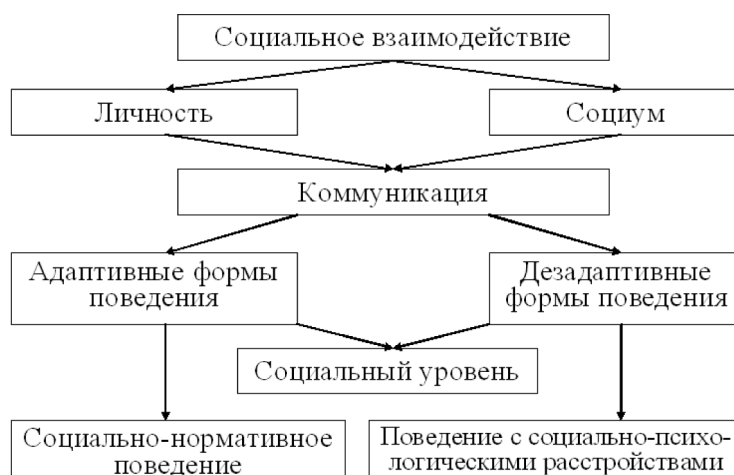 Социальное взаимодействие
Личность
Социум
Коммуникация
Адаптивные формы
поведения
Дезадаптивные
формы поведения
Социальный уровень
Социально-нормативное
поведение
Поведение с социально-психо-
логическими расстройствами